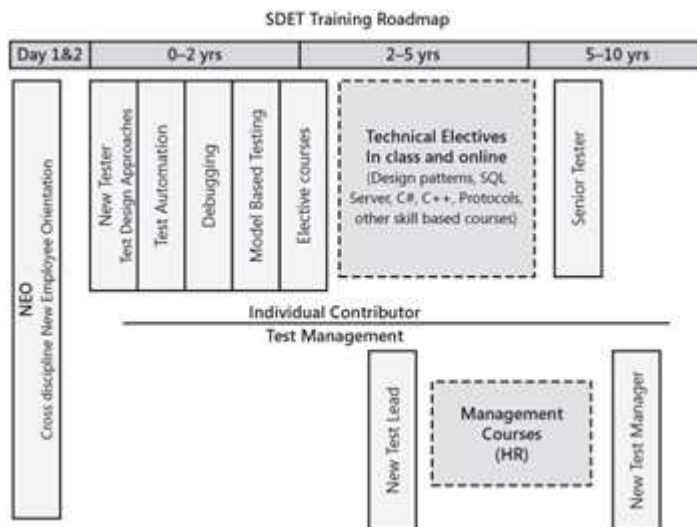 SDET Training Roadmap
Day 1&2
0–2 yrs
2–5 yrs
5–10 yrs
NEO
Cross discipline New Employee Orientation
New Tester
Test Design Approaches
Test Automation
Debugging
Model Based Testing
Elective courses
Technical Electives
In class and online
(Design patterns, SQL
Server, C#, C++, Protocols,
other skill based courses)
Senior Tester
Individual Contributor
Test Management
New Test Lead
Management
Courses
(HR)
New Test Manager